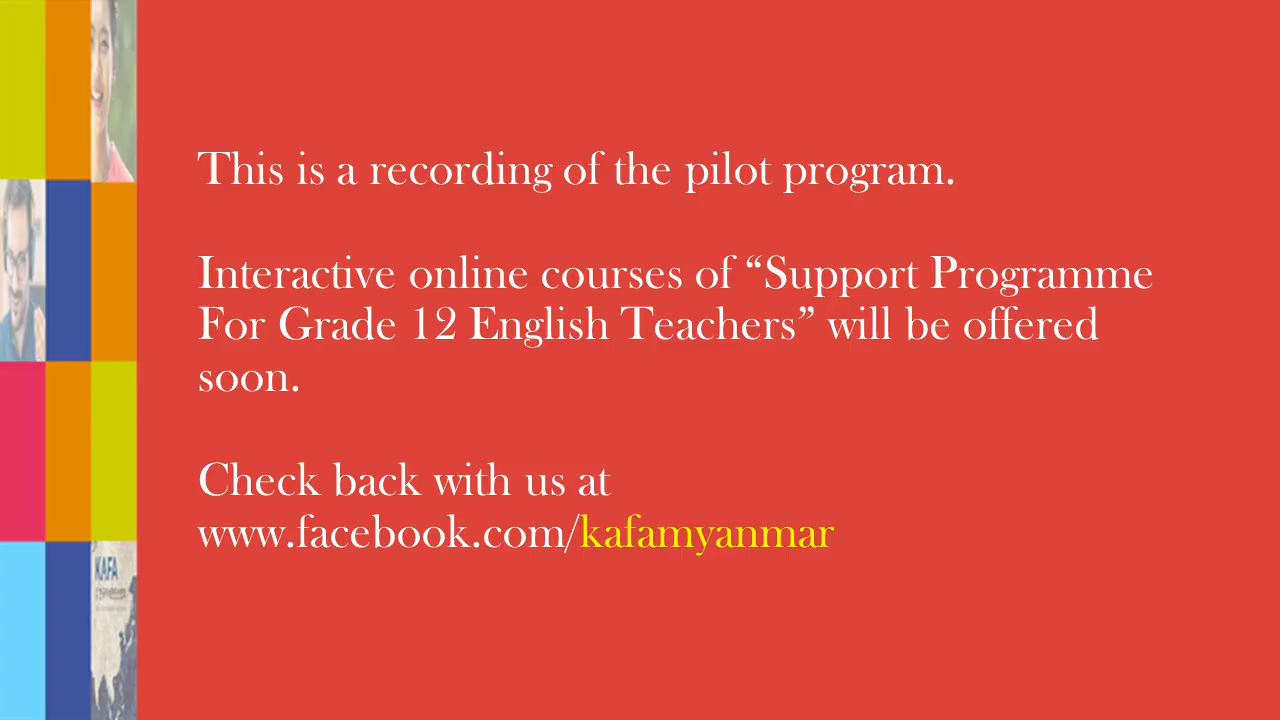 This is a recording of the pilot program.
Interactive online courses of “Support Programme
For Grade 12 English Teachers” will be offered
soon.
Check back with us at
www.facebook.com/kafamyanmar
KAFA